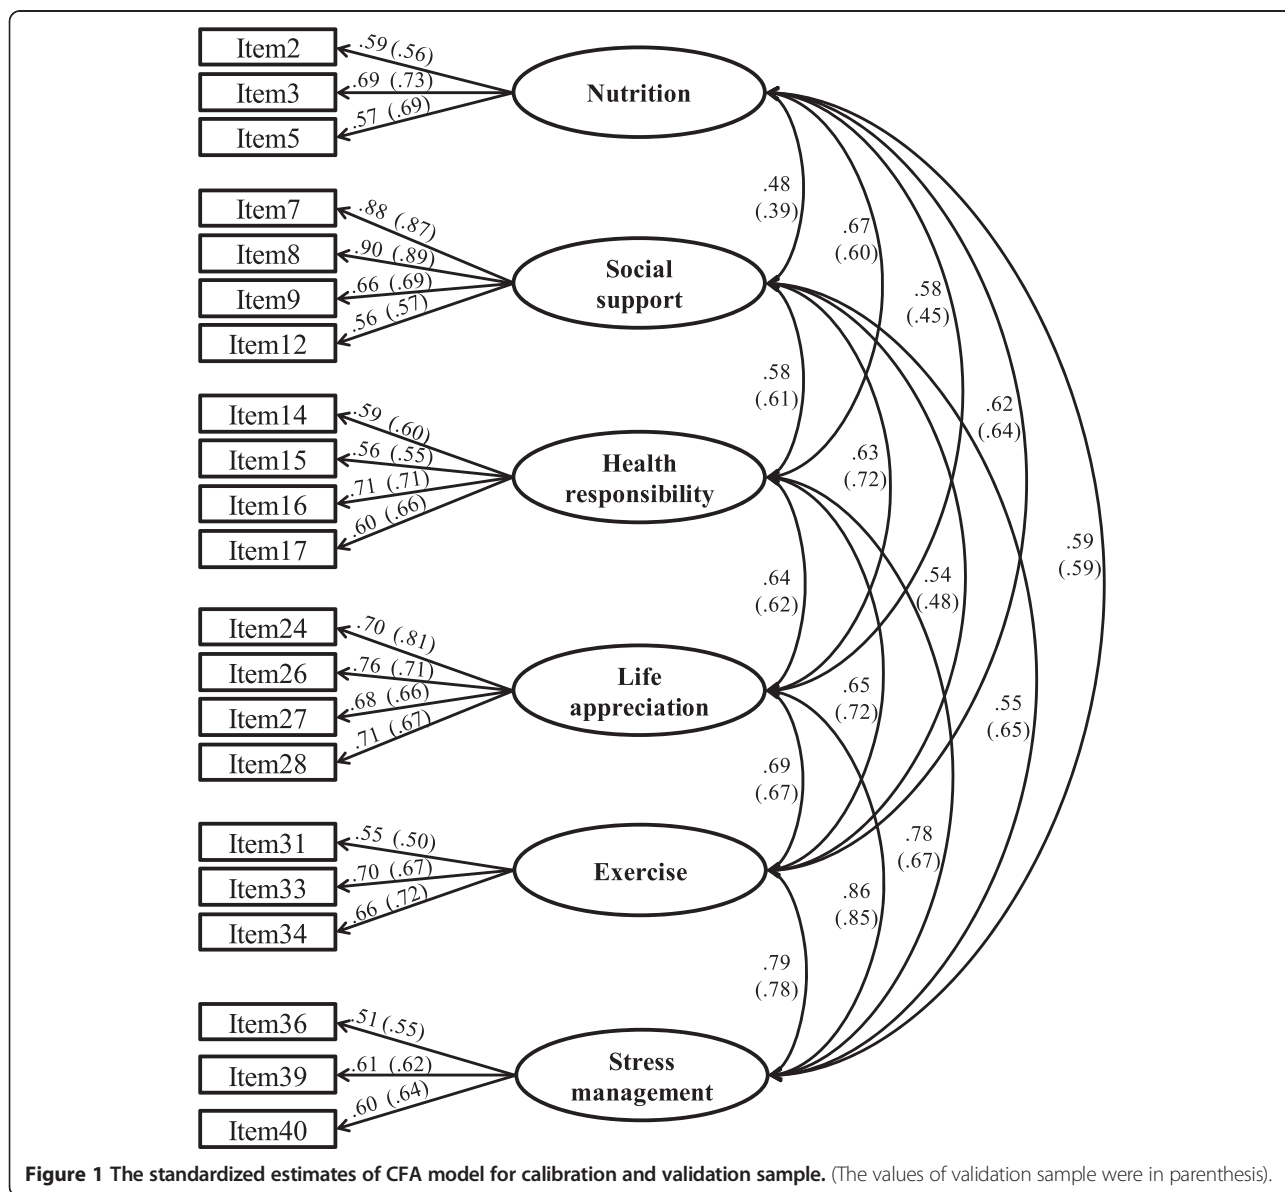 Item2
.59 (.56)
Item3
.69 (.73)
Item5
.57 (.69)
Nutrition
Item7
.88 (.87)
Item8
.90 (.89)
Item9
.66 (.69)
Item12
.56 (.57)
Social
support
Item14
.59 (.60)
Item15
.56 (.55)
Item16
.71 (.71)
Item17
.60 (.66)
Health
responsibility
Item24
.70 (.81)
Item26
.76 (.71)
Item27
.68 (.66)
Item28
.71 (.67)
Life
appreciation
Item31
.55 (.50)
Item33
.70 (.67)
Item34
.66 (.72)
Exercise
Item36
.51 (.55)
Item39
.61 (.62)
Item40
.60 (.64)
Stress
management
.48
(.39)
.67
(.60)
.58
(.45)
.62
(.64)
.59
(.59)
.58
(.61)
.63
(.72)
.54
(.48)
.55
(.65)
.64
(.62)
.65
(.72)
.78
(.67)
.69
(.67)
.86
(.85)
.79
(.78)
Figure 1 The standardized estimates of CFA model for calibration and validation sample. (The values of validation sample were in parenthesis).